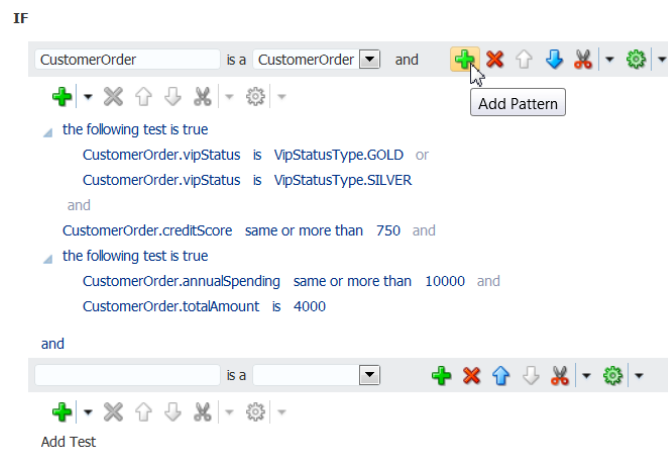 IF
CustomerOrder is a CustomerOrder and
Add Pattern
the following test is true
CustomerOrder.vipStatus is VipStatusType.GOLD or
CustomerOrder.vipStatus is VipStatusType.SILVER
and
CustomerOrder.creditScore same or more than 750 and
the following test is true
CustomerOrder.annualSpending same or more than 10000 and
CustomerOrder.totalAmount is 4000
and
is a
Add Test